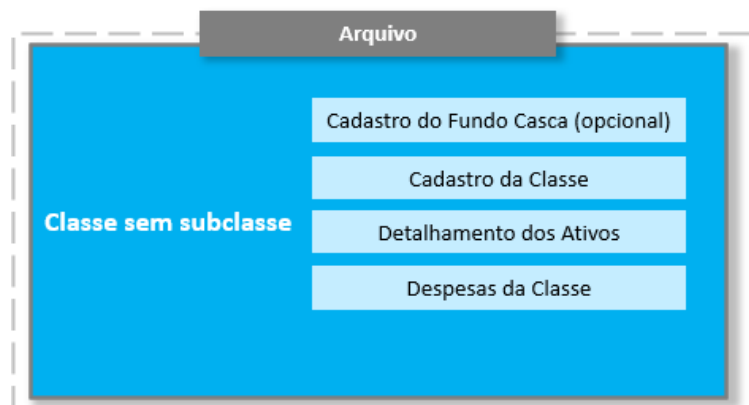 Arquivo
Cadastro do Fundo Casca (opcional)
Cadastro da Classe
Classe sem subclasse
Detalhamento dos Ativos
Despesas da Classe